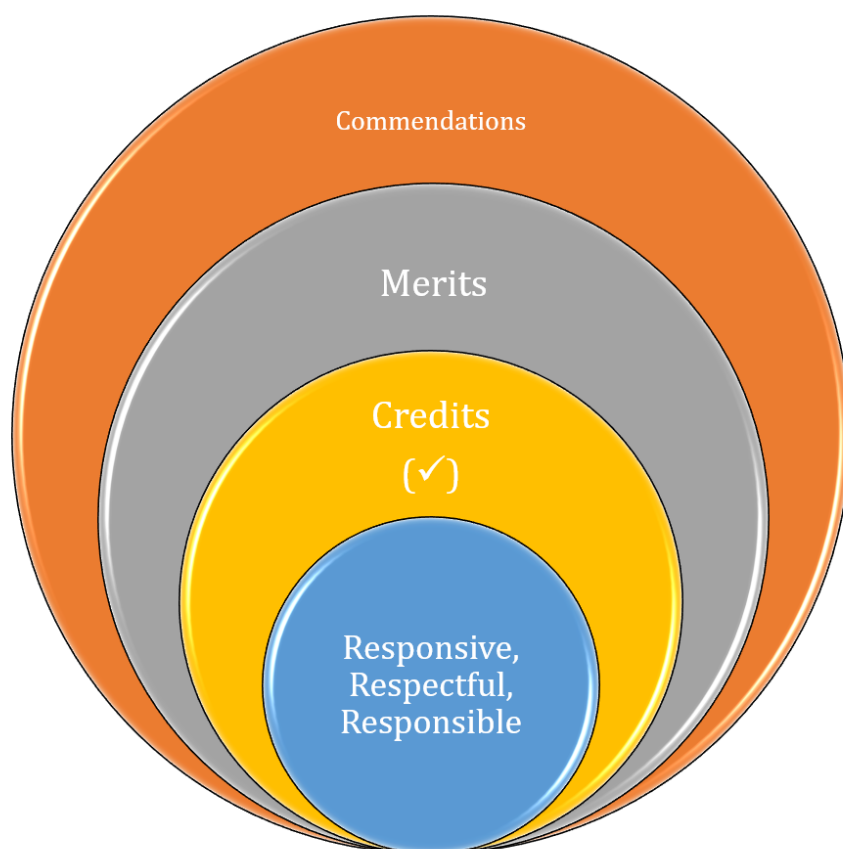 Commendations
Merits
Credits
(✓)
Responsive,
Respectful,
Responsible